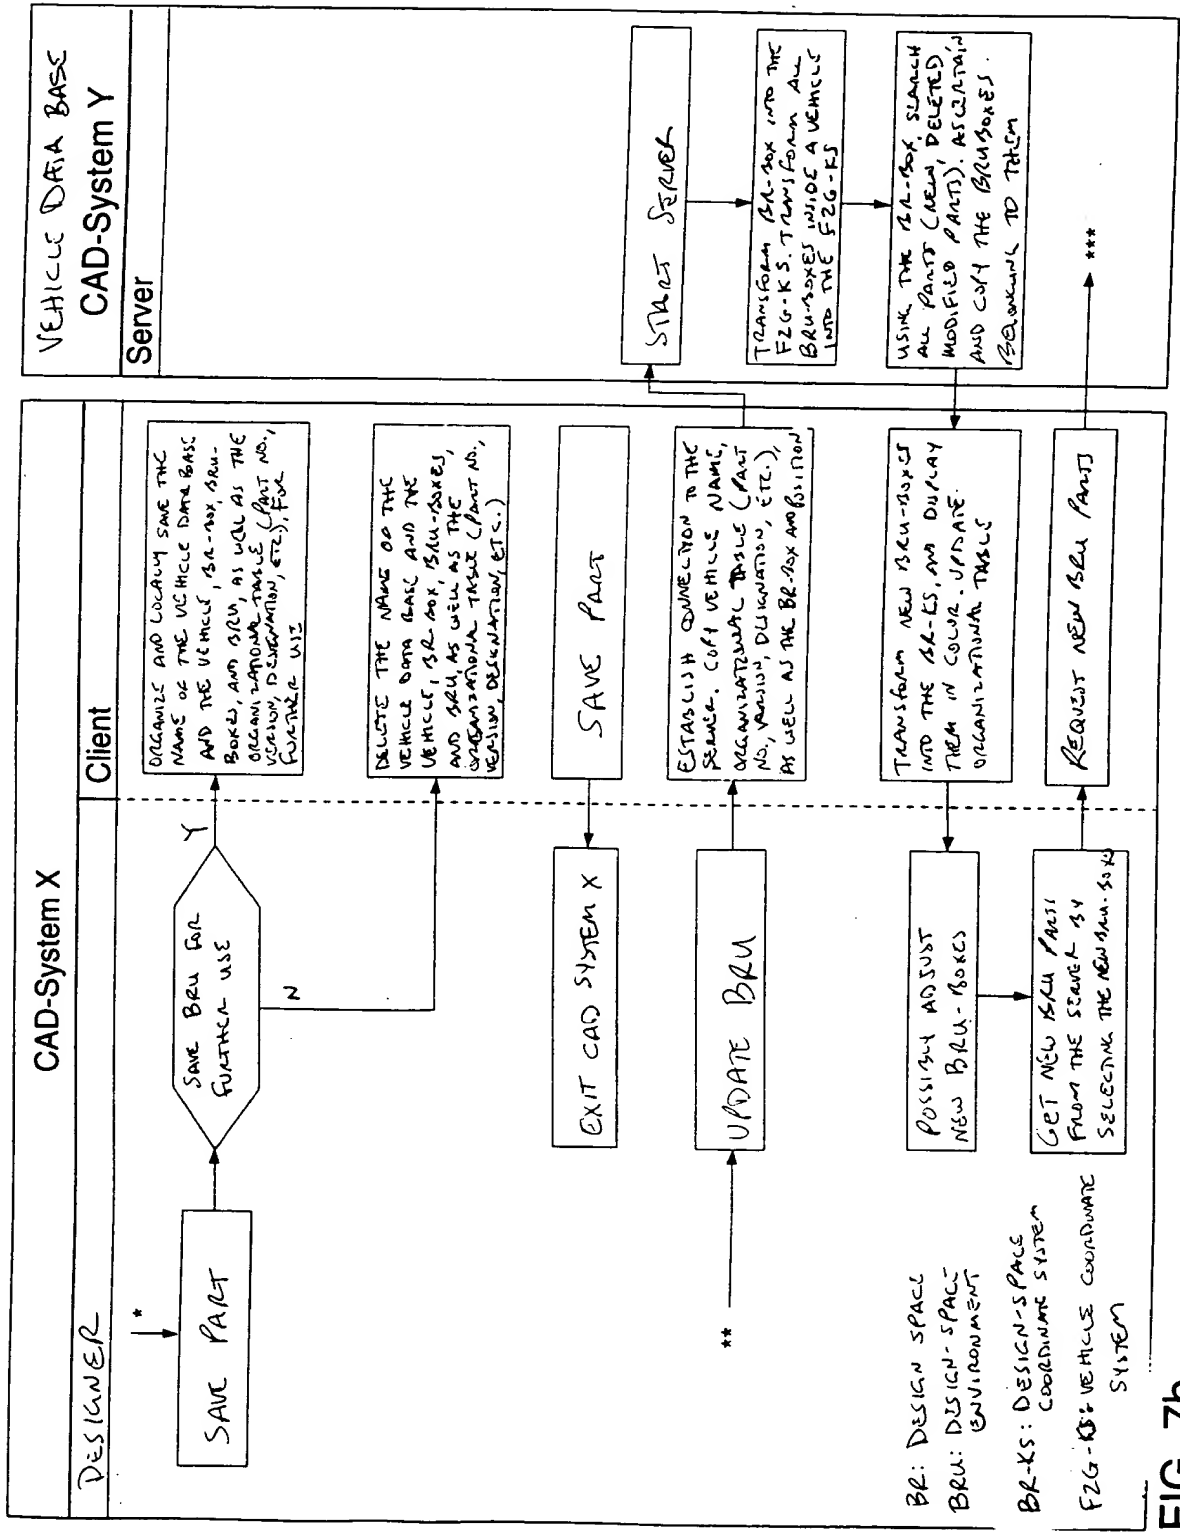 VEHICLE DATA BASE
CAD-System X
CAD-System Y
DESIGNER
Client
Server
*
SAVE PART
SAVE BRU FOR
FURTHER USE
Y
N
ORGANIZE AND LOCALLY SAVE THE
NAME OF THE VEHICLE DATA BASE
AND THE VEHICLE, BR-BOX, BRU-
BOXES, AND BRU, AS WELL AS THE
ORGANIZATIONAL TABLE (PART NO.,
VERSION, DESIGNATION, ETC.), FOR
FURTHER USE
DELETE THE NAME OF THE
VEHICLE DATA BASE AND THE
VEHICLE, BR-BOX, BRU-BOXES,
AND BRU, AS WELL AS THE
ORGANIZATIONAL TABLE (PART NO.,
VERSION, DESIGNATION, ETC.)
EXIT CAD SYSTEM X
SAVE PART
**
UPDATE BRU
ESTABLISH CONNECTION TO THE
SERVER. COPY VEHICLE NAME,
ORGANIZATIONAL TABLE (PART
NO., VERSION, DESIGNATION, ETC.),
AS WELL AS THE BR-BOX AND POSITION
START SERVER
TRANSFORM BR-BOX INTO THE
FZG-KS. TRANSFORM ALL
BRU-BOXES INSIDE A VEHICLE
INTO THE FZG-KS
USING THE BR-BOX, SEARCH
ALL PARTS (NEW, DELETED
MODIFIED PARTS). ASCERTAIN
AND COPY THE BRU-BOXES.
BELONGING TO THEM
TRANSFORM NEW BRU-BOXES
INTO THE BR-KS, AND DISPLAY
THEM IN COLOR. UPDATE
ORGANIZATIONAL TABLE
POSSIBLY ADJUST
NEW BRU-BOXES
GET NEW BRU PARTS
FROM THE SERVER BY
SELECTING THE NEW BRU-BOXES
REQUEST NEW BRU PARTS
***
BR: DESIGN SPACE
BRU: DESIGN-SPACE
ENVIRONMENT
BR-KS: DESIGN-SPACE
COORDINATE SYSTEM
FZG-KS: VEHICLE COORDINATE
SYSTEM
FIG. 7b